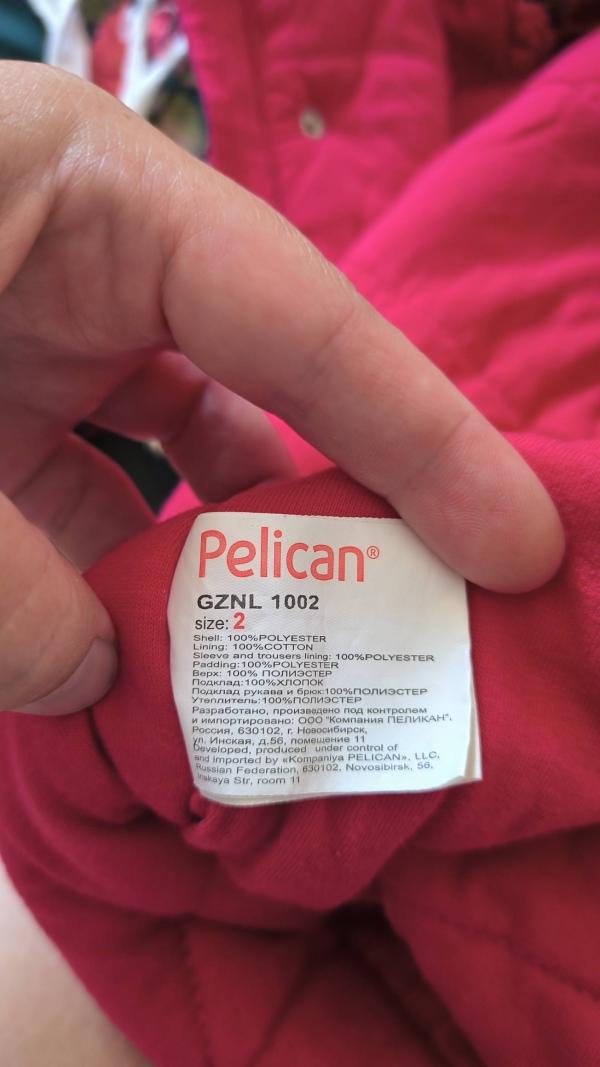 Pelican®
GZNL 1002
size: 2
Shell: 100%POLYESTER
Lining: 100%COTTON
Sleeve and trousers lining: 100%POLYESTER
Padding:100%POLYESTER
Верх: 100% ПОЛИЭСТЕР
Подклад:100%ХЛОПОК
Подклад рукава и брюк:100%ПОЛИЭСТЕР
Утеплитель:100%ПОЛИЭСТЕР
Разработано, произведено под контролем
и импортировано: ООО "Компания ПЕЛИКАН".
Россия, 630102, г. Новосибирск,
ул. Инская, д.56, помещение 11
Developed, produced under control of
and imported by «Kompaniya PELICAN», LLC,
Russian Federation, 630102, Novosibirsk, 56,
Inskaya Str, room 11